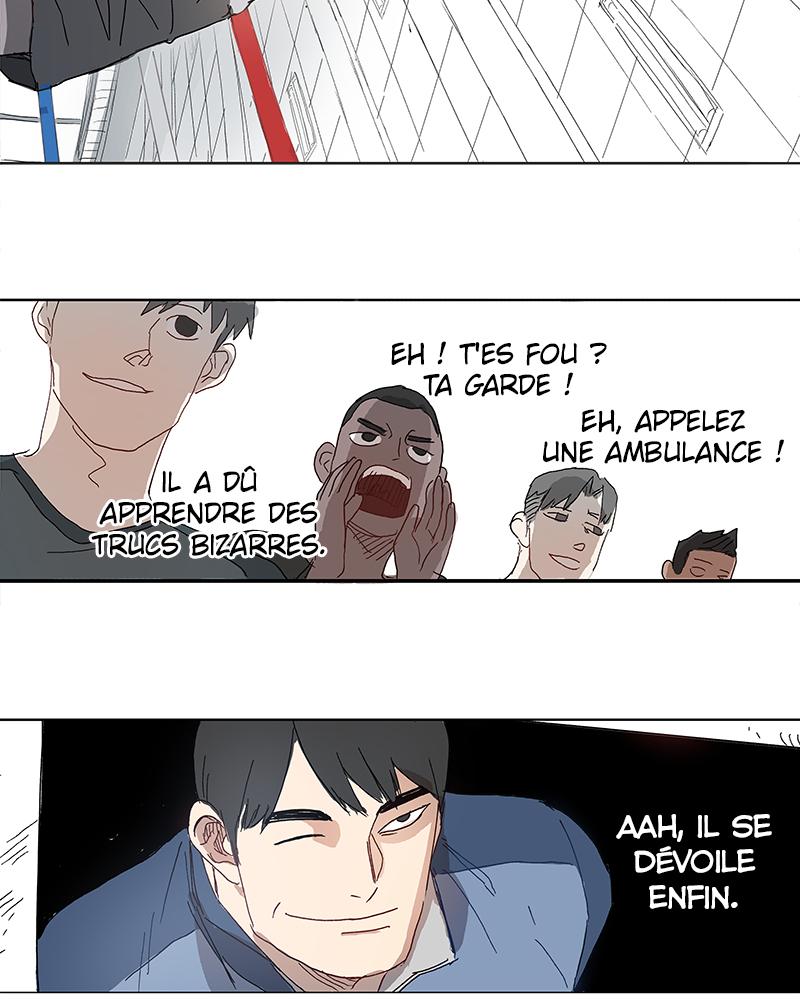 EH ! T'ES FOU ?
TA GARDE !
EH, APPELEZ
UNE AMBULANCE !
IL A DÛ
APPRENDRE DES
TRUCS BIZARRES.
AAH, IL SE
DÉVOILE
ENFIN.